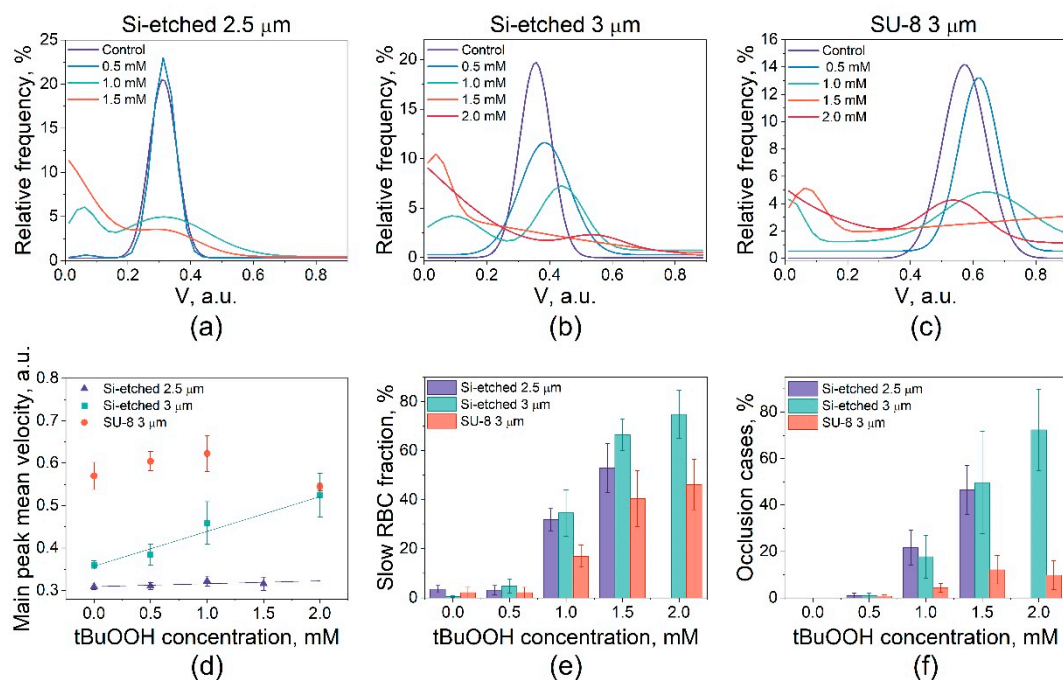 Si-etched 2.5 μm
Relative frequency, %
25
20
15
10
5
0
Control
0.5 mM
1.0 mM
1.5 mM
0.0 0.2 0.4 0.6 0.8
V, a.u.
(a)
Si-etched 3 μm
Relative frequency, %
20
15
10
5
0
Control
0.5 mM
1.0 mM
1.5 mM
2.0 mM
0.0 0.2 0.4 0.6 0.8
V, a.u.
(b)
SU-8 3 μm
Relative frequency, %
16
14
12
10
8
6
4
2
0
Control
0.5 mM
1.0 mM
1.5 mM
2.0 mM
0.0 0.2 0.4 0.6 0.8
V, a.u.
(c)
Main peak mean velocity, a.u.
0.8
0.7
0.6
0.5
0.4
0.3
Si-etched 2.5 μm
Si-etched 3 μm
SU-8 3 μm
0.0 0.5 1.0 1.5 2.0
tBuOOH concentration, mM
(d)
Slow RBC fraction, %
80
60
40
20
0
Si-etched 2.5 μm
Si-etched 3 μm
SU-8 3 μm
0.0 0.5 1.0 1.5 2.0
tBuOOH concentration, mM
(e)
Occlusion cases, %
80
60
40
20
0
Si-etched 2.5 μm
Si-etched 3 μm
SU-8 3 μm
0.0 0.5 1.0 1.5 2.0
tBuOOH concentration, mM
(f)